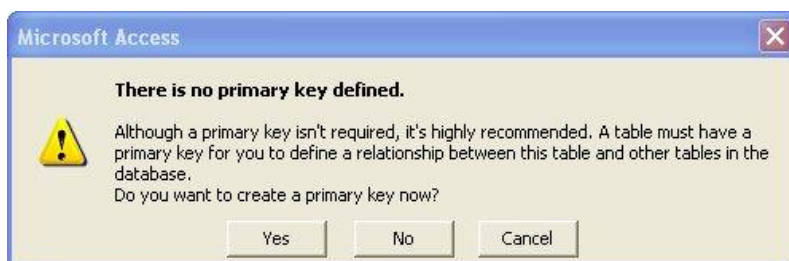 Microsoft Access
There is no primary key defined.
Although a primary key isn't required, it's highly recommended. A table must have a
primary key for you to define a relationship between this table and other tables in the
database.
Do you want to create a primary key now?
Yes No Cancel